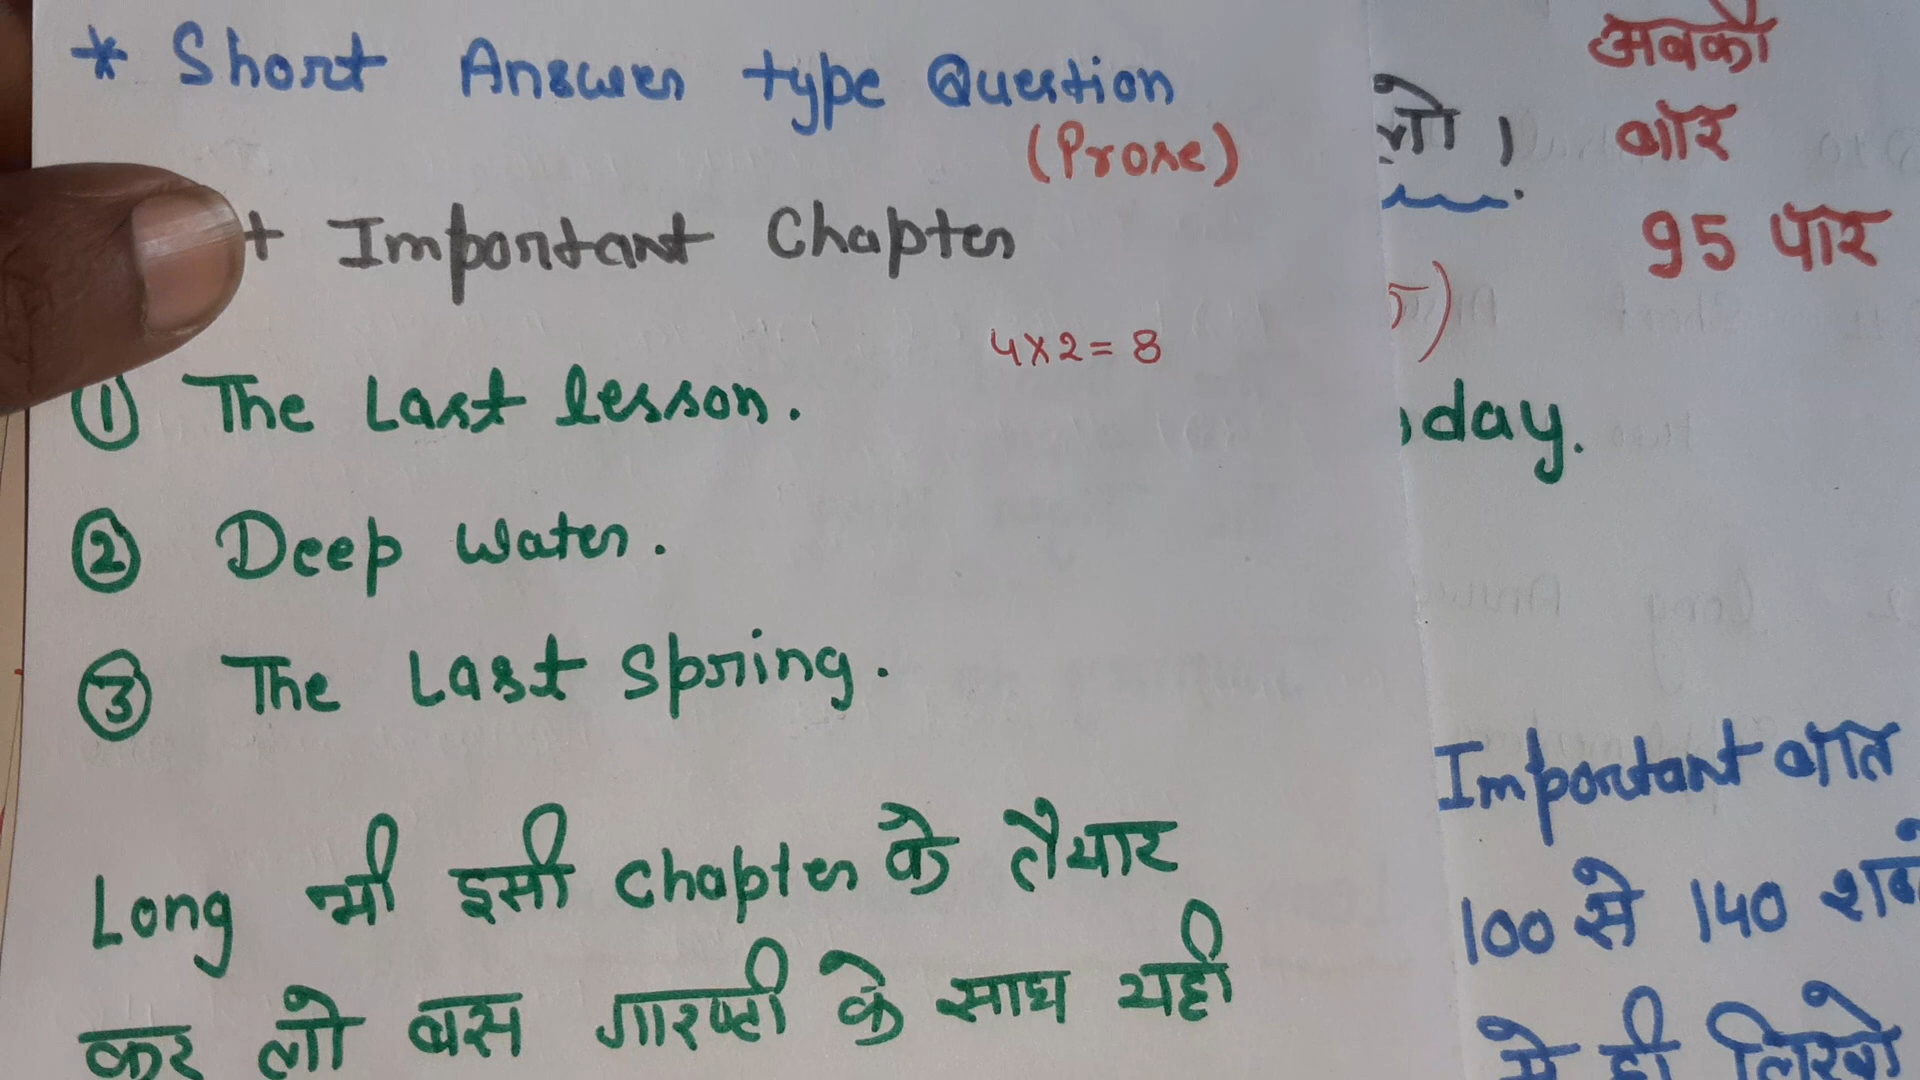 * Short Answer type Question
(Prose)
+ Important Chapter
4x2=8
① The Last lesson.
② Deep water.
③ The Last spring.
Long भी इसी chapter के तैयार
कर लो बस गारण्टी के साथ यही
अबकी
बार
95 पार
लो।
day.
Important बात
100 से 140
में ही लिखो